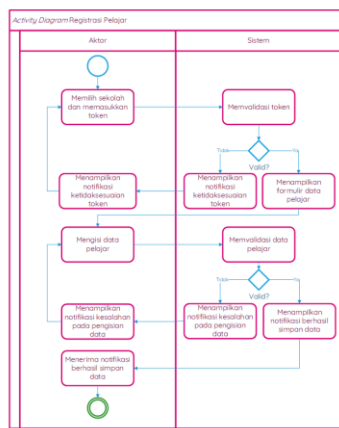 Activity Diagram Registrasi Pelajar
Aktor
Sistem
Memilih sekolah
dan memasukkan
token
Memvalidasi token
Tidak
Ya
Valid?
Menampilkan
notifikasi
ketidaksesuaian
token
Menampilkan
notifikasi
ketidaksesuaian
token
Menampilkan
formulir data
pelajar
Mengisi data
pelajar
Memvalidasi data
pelajar
Tidak
Ya
Valid?
Menampilkan
notifikasi kesalahan
pada pengisian
data
Menampilkan
notifikasi kesalahan
pada pengisian
data
Menampilkan
notifikasi berhasil
simpan data
Menerima notifikasi
berhasil simpan
data